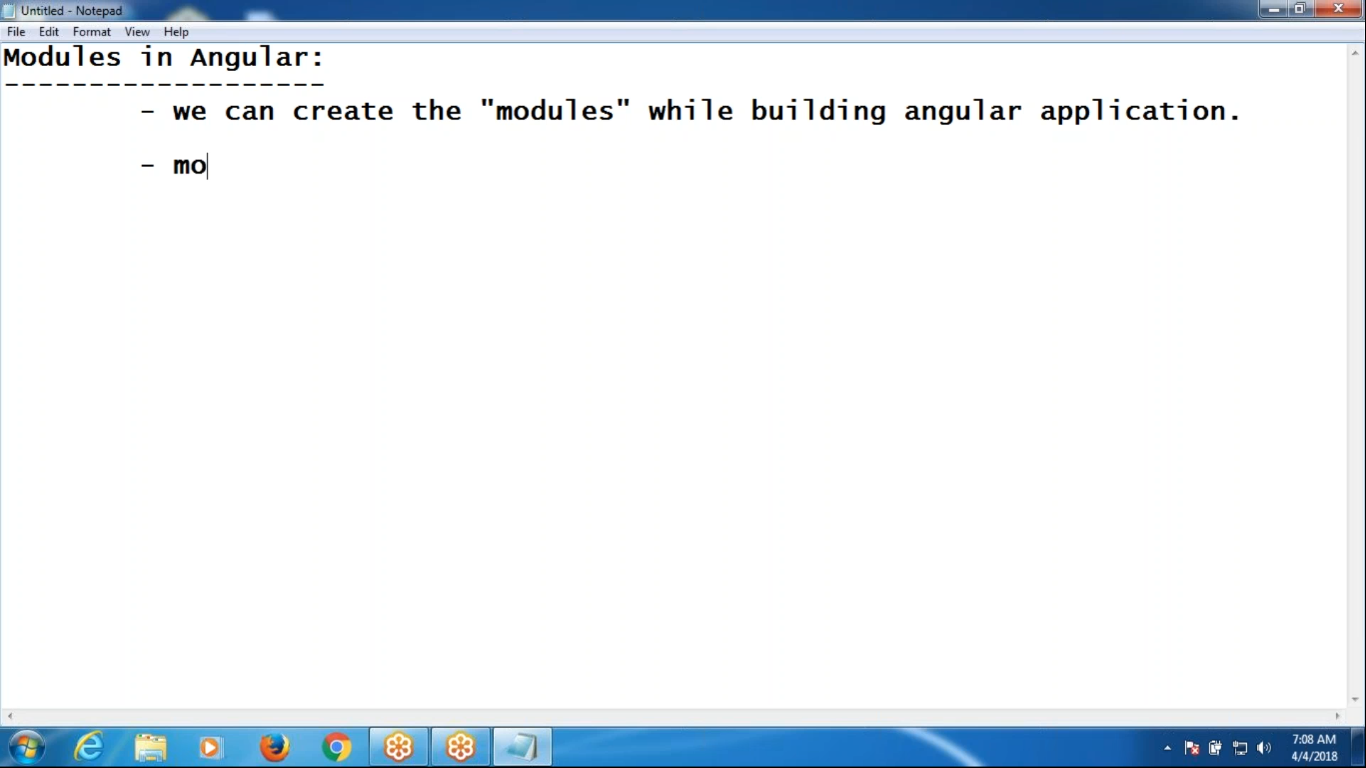 Untitled - Notepad
File Edit Format View Help
Modules in Angular:
-------------------
- we can create the "modules" while building angular application.
- mo
7:08 AM
4/4/2018